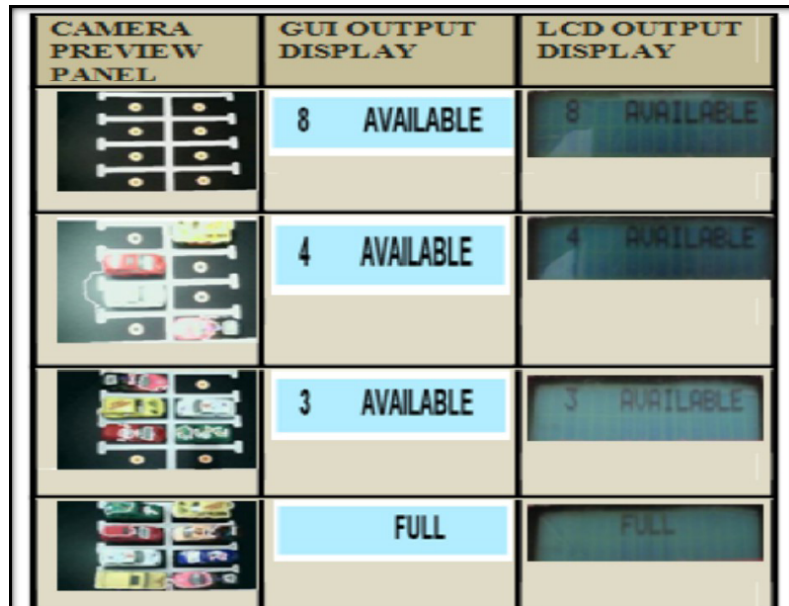 CAMERA PREVIEW PANEL
GUI OUTPUT DISPLAY
LCD OUTPUT DISPLAY
8 AVAILABLE
8 AVAILABLE
4 AVAILABLE
4 AVAILABLE
3 AVAILABLE
3 AVAILABLE
FULL
FULL